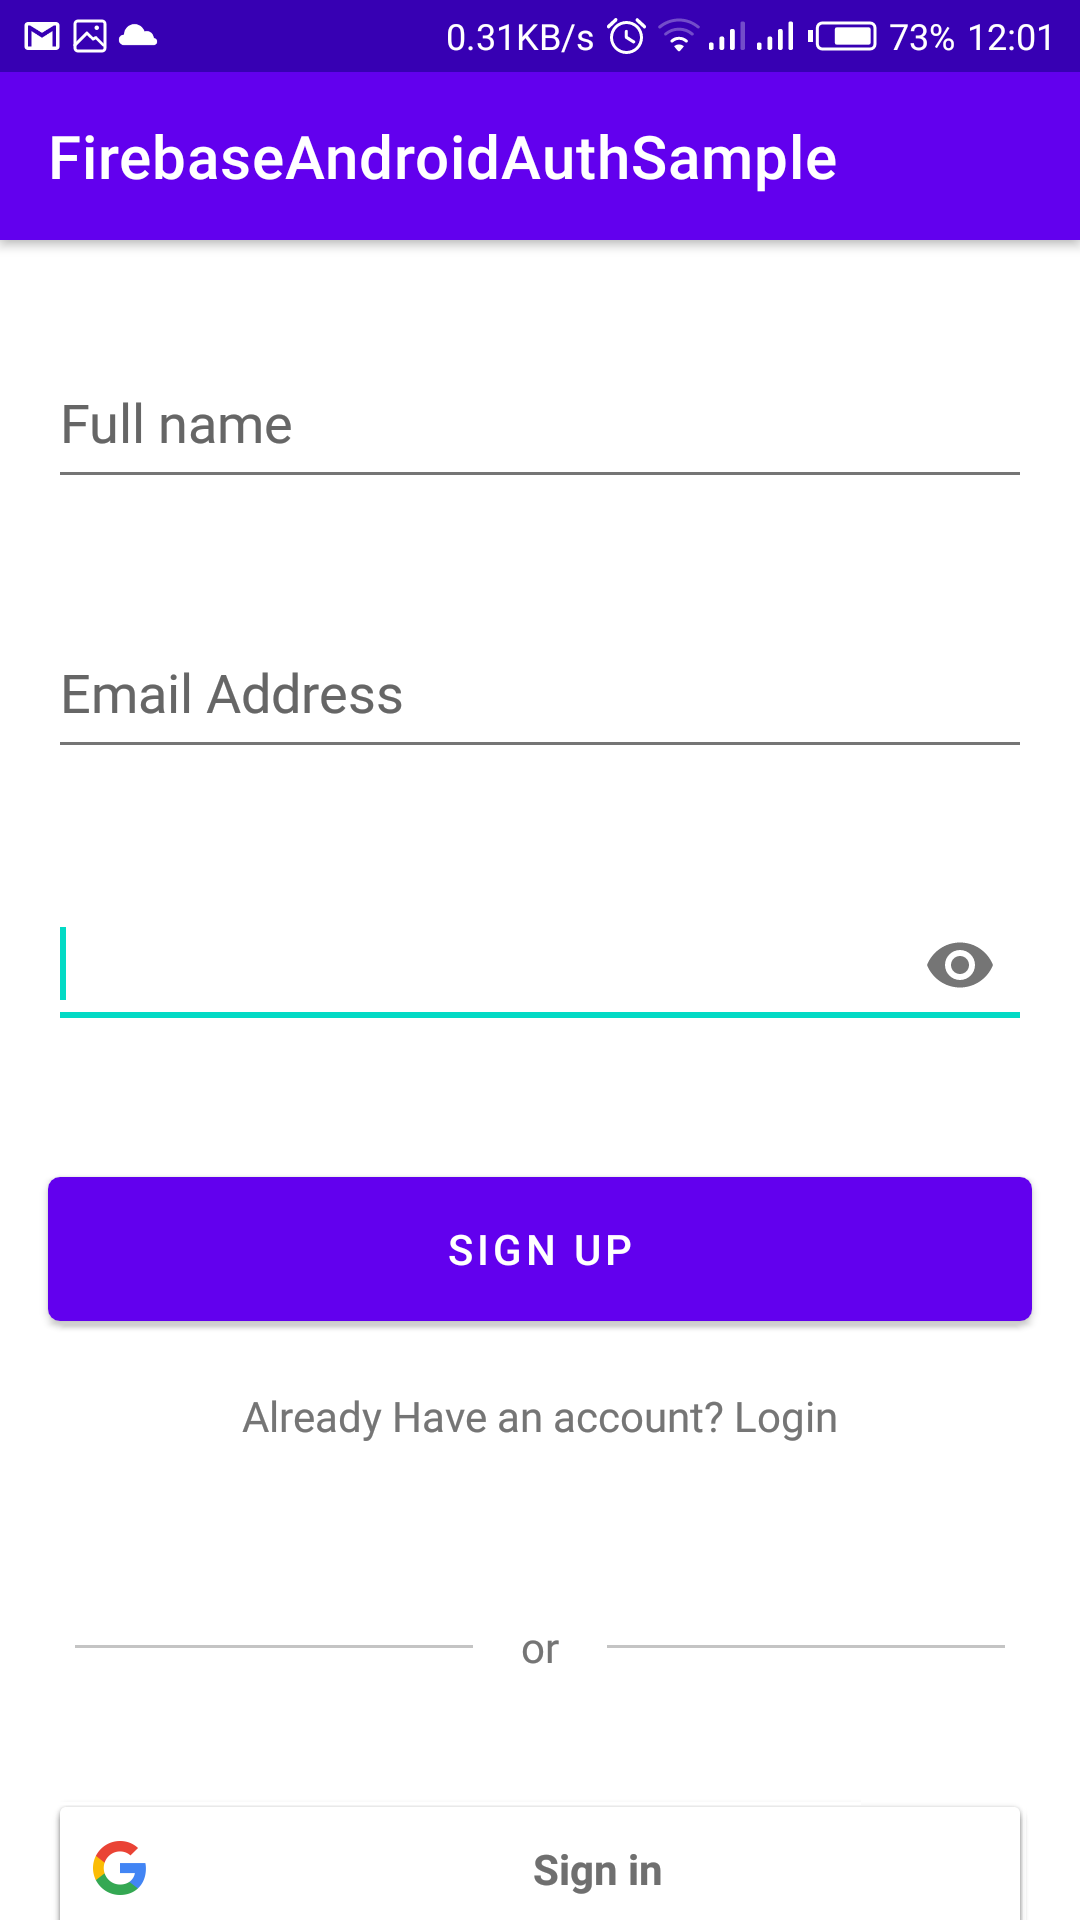 0.31KB/s 73% 12:01
FirebaseAndroidAuthSample
Full name
Email Address
SIGN UP
Already Have an account? Login
or
Sign in